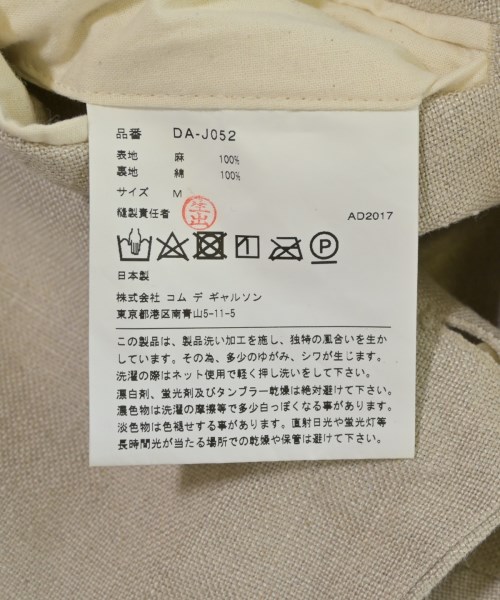 品番 DA-J052
表地 麻 100%
裏地 綿 100%
サイズ M
縫製責任者 AD2017
日本製
株式会社 コム デ ギャルソン
東京都港区南青山5-11-5
この製品は、製品洗い加工を施し、独特の風合いを生か
しています。その為、多少のゆがみ、シワが生じます。
洗濯の際はネット使用で軽く押し洗いをして下さい。
漂白剤、蛍光剤及びタンブラー乾燥は絶対避けて下さい。
濃色物は洗濯の摩擦等で多少白っぽくなる事があります。
淡色物は色褪せする事があります。直射日光や蛍光灯等
長時間光が当たる場所での乾燥や保管は避けて下さい。